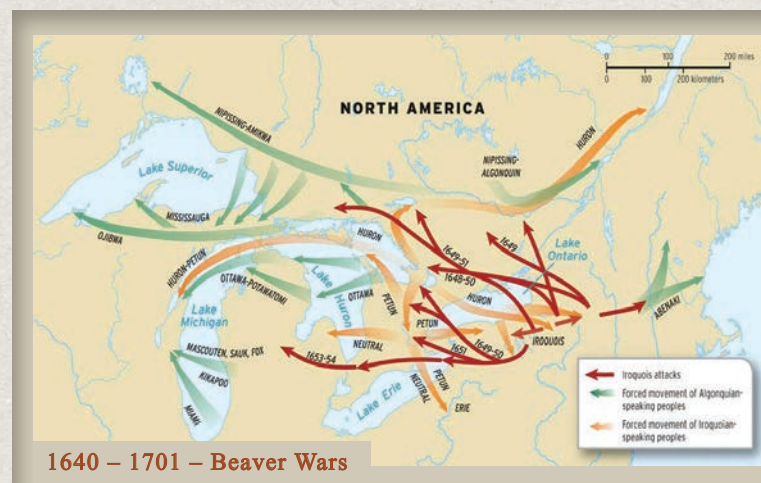 0
100
200 miles
0
100
200 kilometers
NORTH AMERICA
NIPISSING-AMIKWA
HURON
NIPISSING-
ALGONQUIN
Lake Superior
MISSISSAUGA
OJIBWA
HURON
1649-51
1649
Lake
Ontario
HURON-PETUN
1648-50
OTTAWA-POTAWATOMI
Lake
Huron
OTTAWA
HURON
ABENAKI
Lake
Michigan
PETUN
PETUN
IROQUOIS
NEUTRAL
1651
1649-50
MASCOUTEN, SAUK, FOX
1653-54
KIKAPOO
PETUN
NEUTRAL
MIAMI
Lake Erie
ERIE
Iroquois attacks
Forced movement of Algonquian-
speaking peoples
Forced movement of Iroquoian-
speaking peoples
1640 – 1701 – Beaver Wars